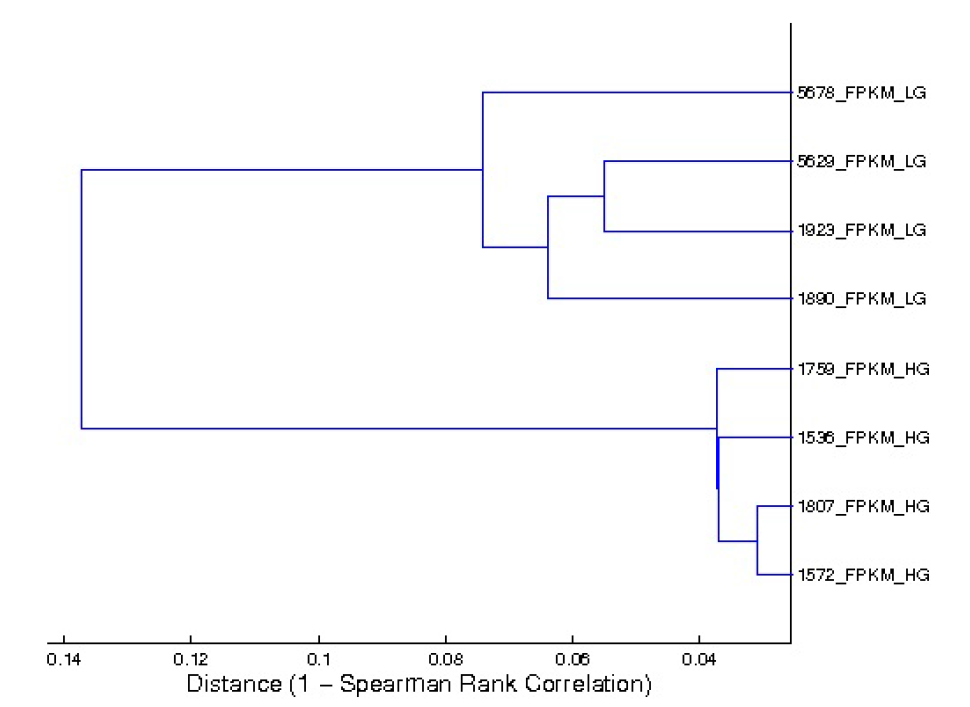 5678_FPKM_LG
5629_FPKM_LG
1923_FPKM_LG
1890_FPKM_LG
1759_FPKM_HG
1536_FPKM_HG
1807_FPKM_HG
1572_FPKM_HG
0.14 0.12 0.1 0.08 0.06 0.04
Distance (1 – Spearman Rank Correlation)